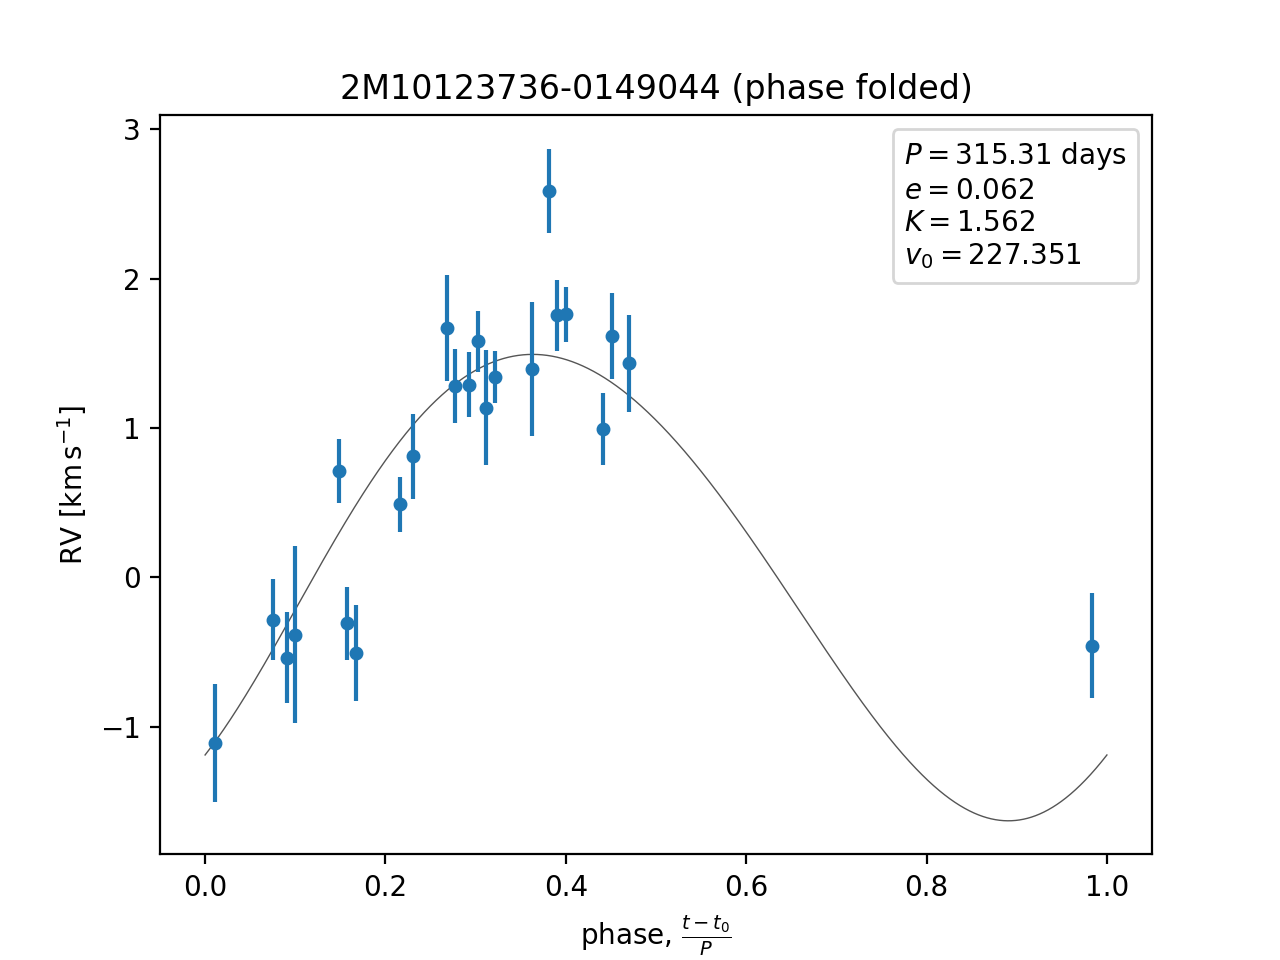 2M10123736-0149044 (phase folded)
P = 315.31 days
e = 0.062
K = 1.562
v₀ = 227.351
3
2
1
0
−1
RV [km s⁻¹]
0.0 0.2 0.4 0.6 0.8 1.0
phase, (t − t₀)/P